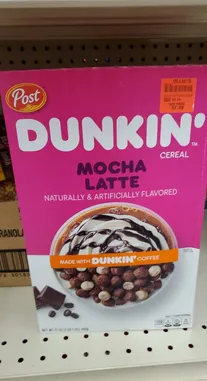 Post
DUNKIN'
CEREAL
MOCHA
LATTE
NATURALLY & ARTIFICIALLY FLAVORED
MADE WITH DUNKIN' COFFEE